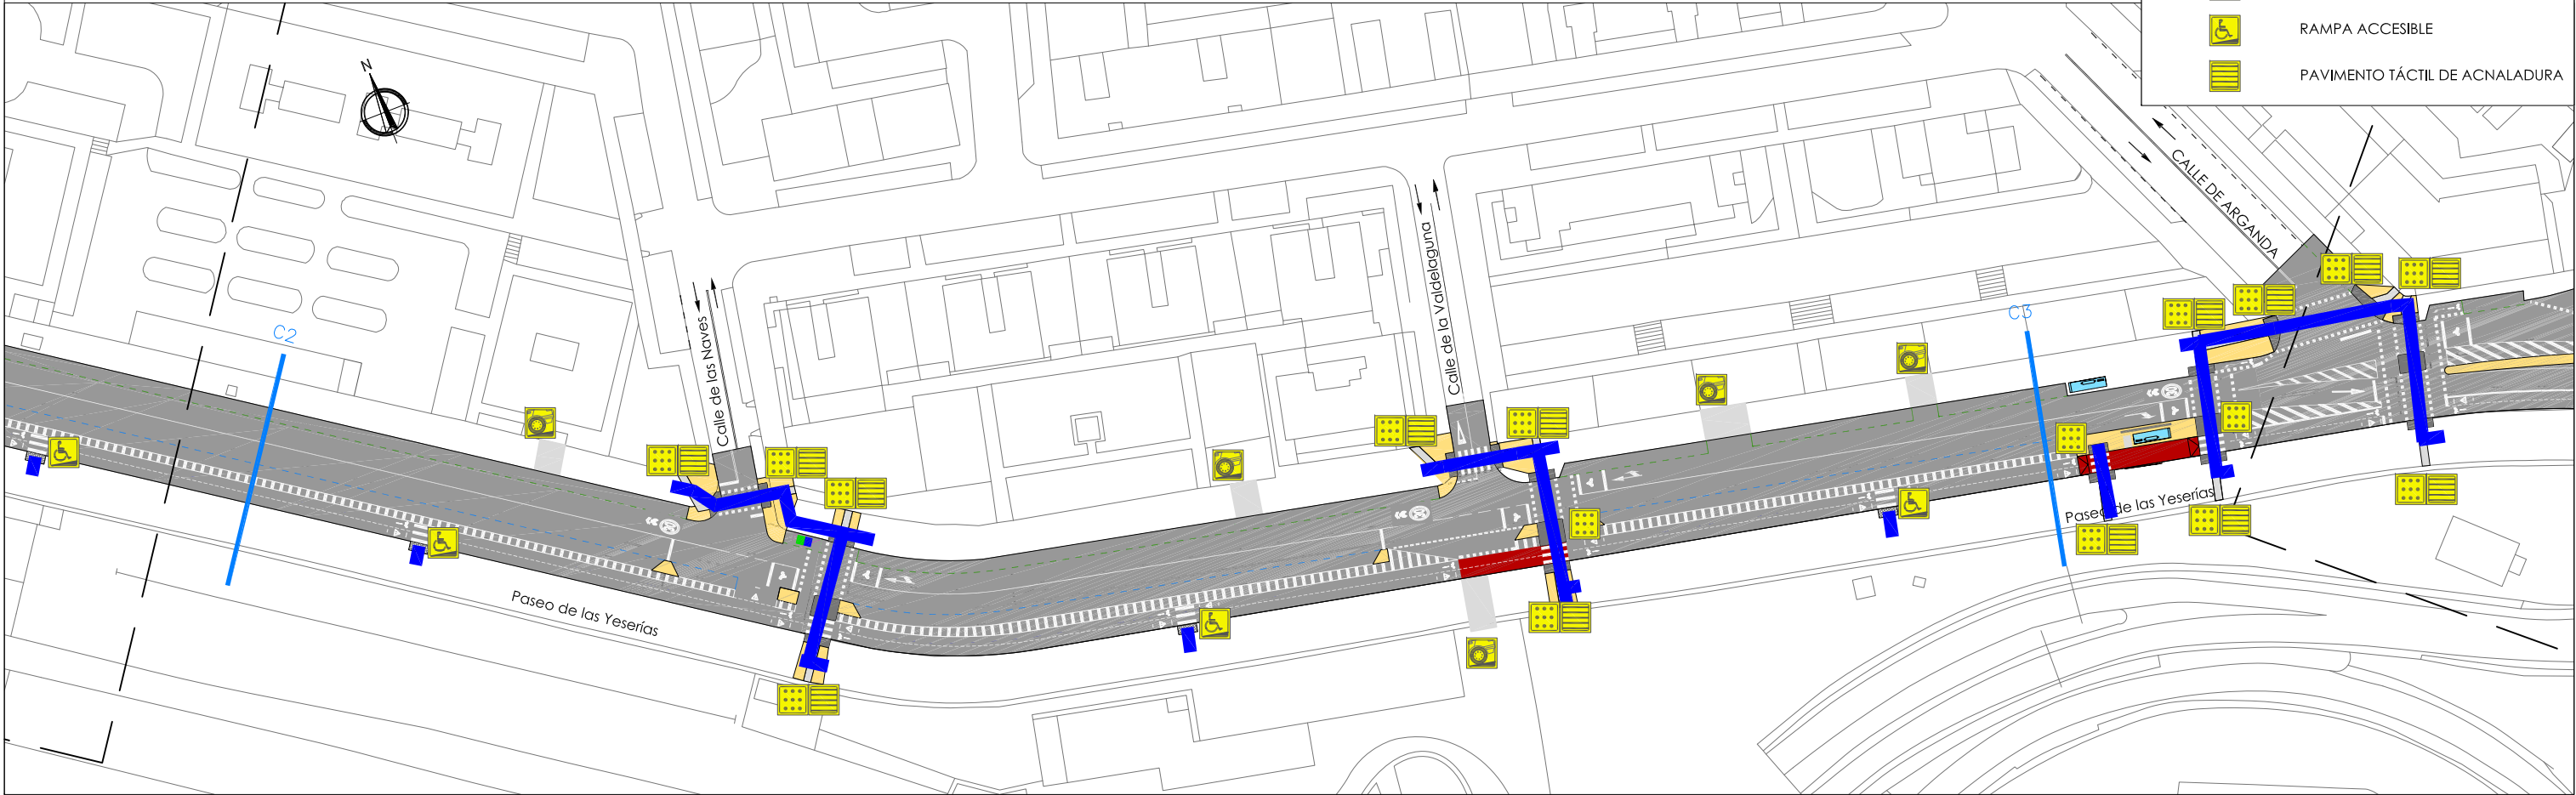 RAMPA ACCESIBLE
PAVIMENTO TÁCTIL DE ACNALADURA
N
CALLE DE ARGANDA
C2
Calle de las Naves
Calle de la Valdelaguna
C3
Paseo de las Yeserías
Paseo de las Yeserías